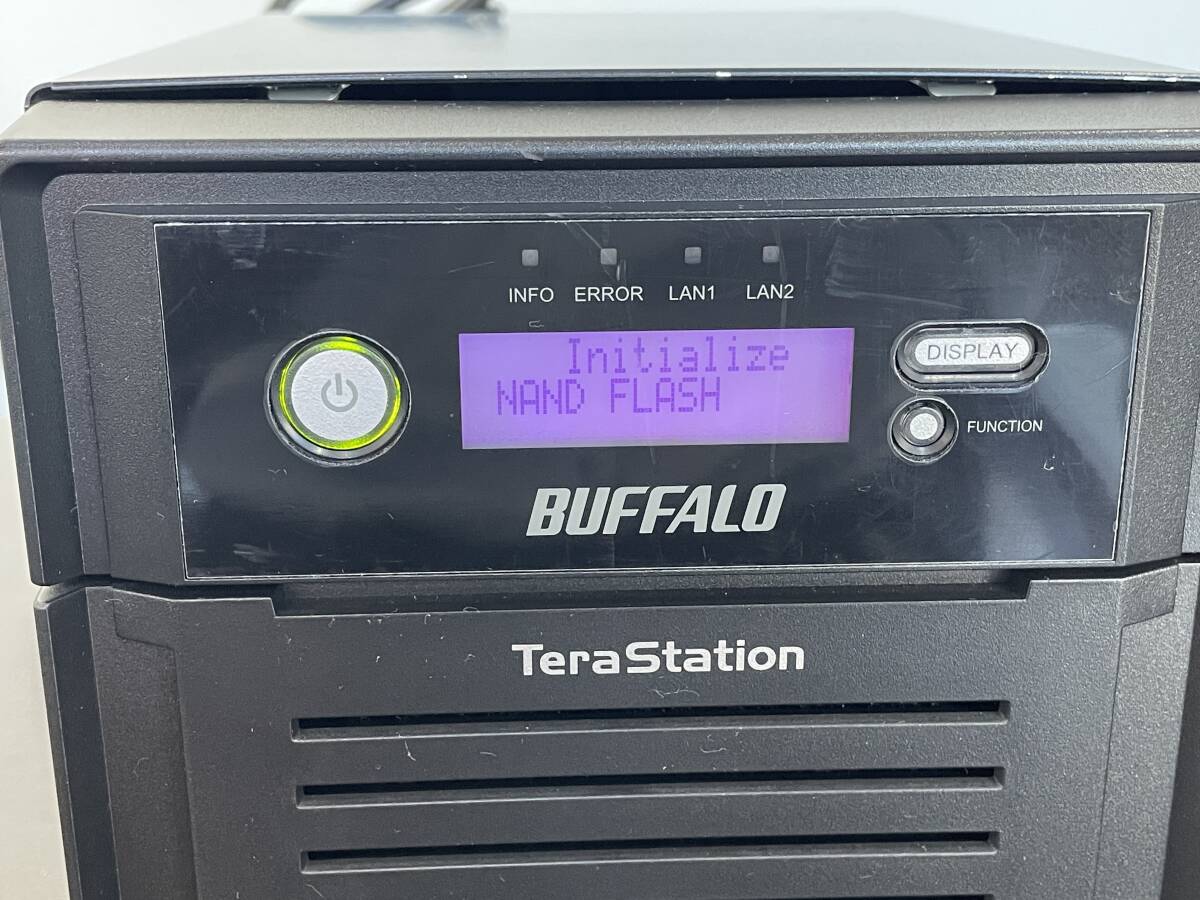 INFO ERROR LAN1 LAN2
Initialize
NAND FLASH
DISPLAY
FUNCTION
BUFFALO
TeraStation